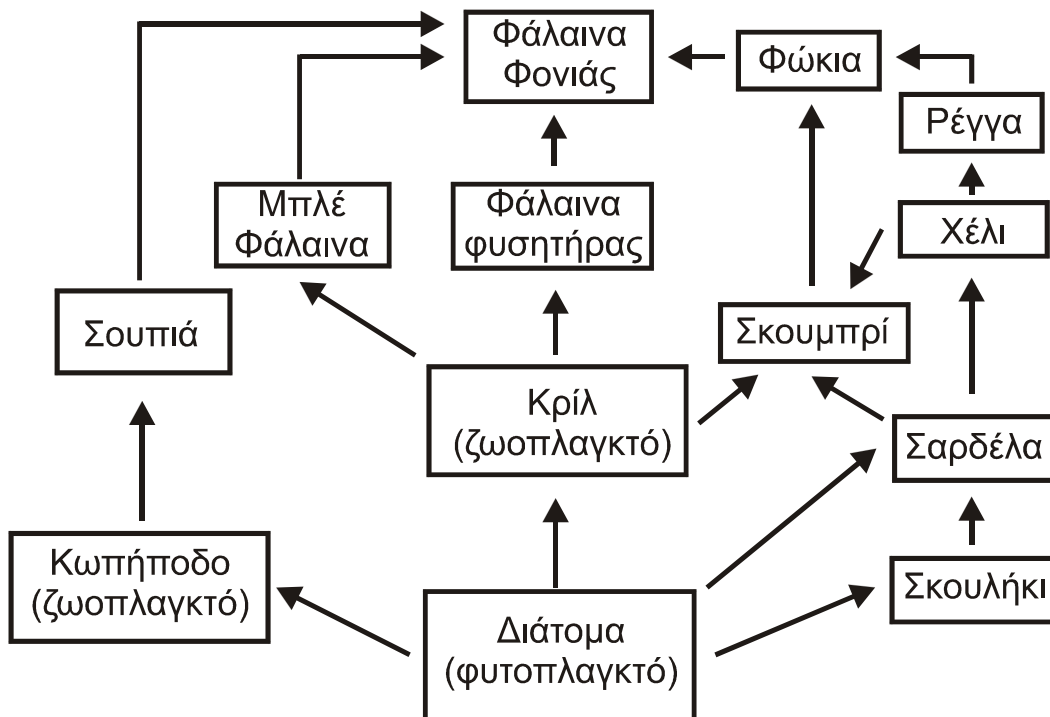 Φάλαινα
Φονιάς
Φώκια
Ρέγγα
Μπλέ
Φάλαινα
Φάλαινα
φυσητήρας
Χέλι
Σουπιά
Σκουμπρί
Κρίλ
(ζωοπλαγκτό)
Σαρδέλα
Κωπήποδο
(ζωοπλαγκτό)
Σκουλήκι
Διάτομα
(φυτοπλαγκτό)